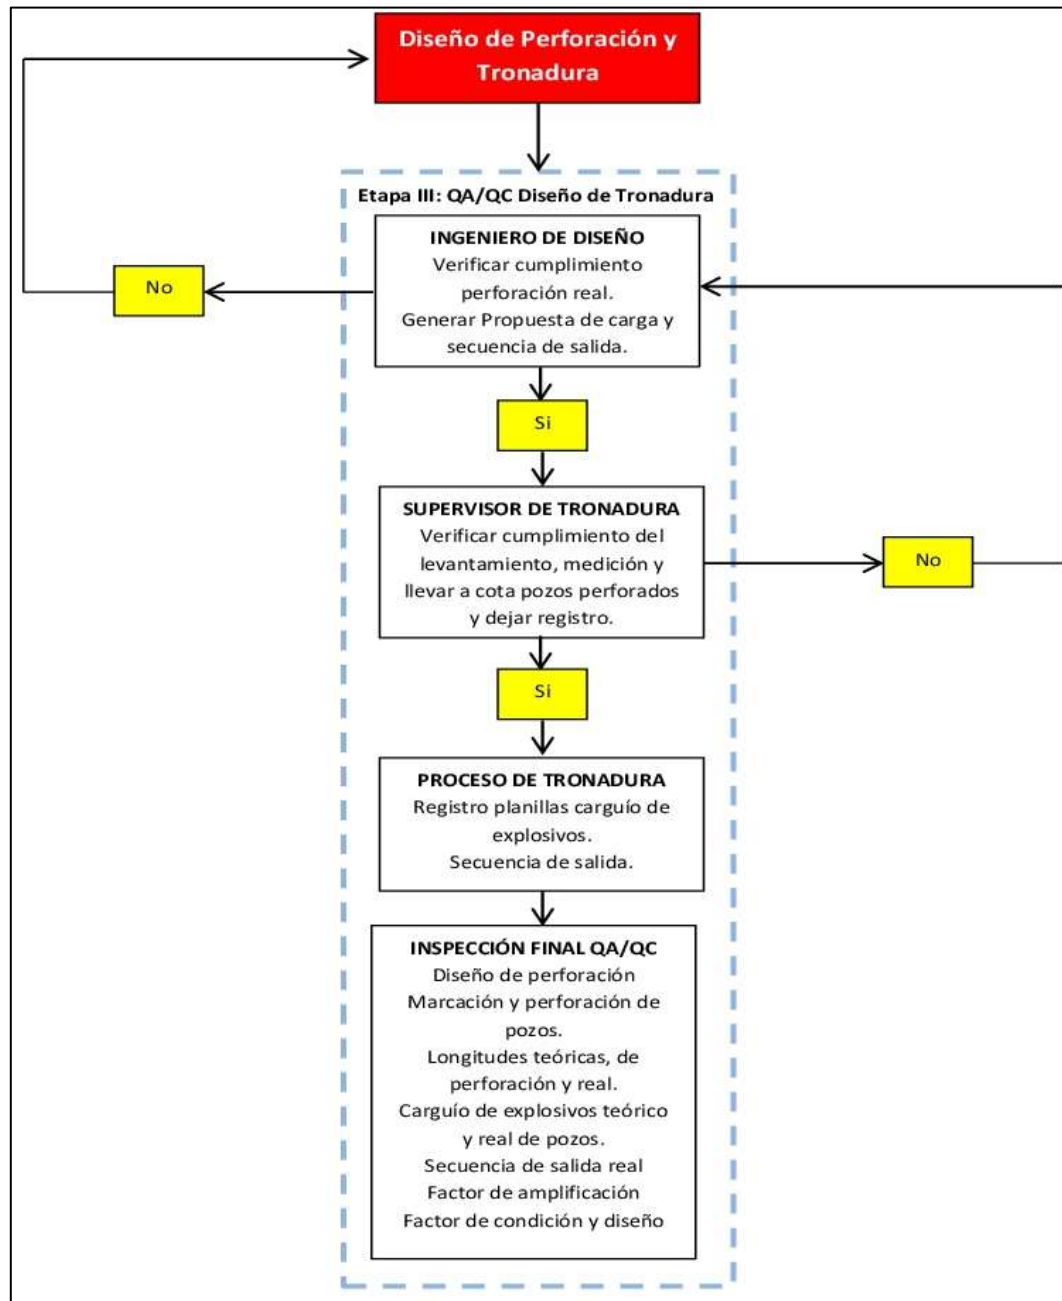 Diseño de Perforación y
Tronadura
Etapa III: QA/QC Diseño de Tronadura
INGENIERO DE DISEÑO
Verificar cumplimiento
perforación real.
Generar Propuesta de carga y
secuencia de salida.
No
Si
SUPERVISOR DE TRONADURA
Verificar cumplimiento del
levantamiento, medición y
llevar a cota pozos perforados
y dejar registro.
No
Si
PROCESO DE TRONADURA
Registro planillas carguío de
explosivos.
Secuencia de salida.
INSPECCIÓN FINAL QA/QC
Diseño de perforación
Marcación y perforación de
pozos.
Longitudes teóricas, de
perforación y real.
Carguío de explosivos teórico
y real de pozos.
Secuencia de salida real
Factor de amplificación
Factor de condición y diseño